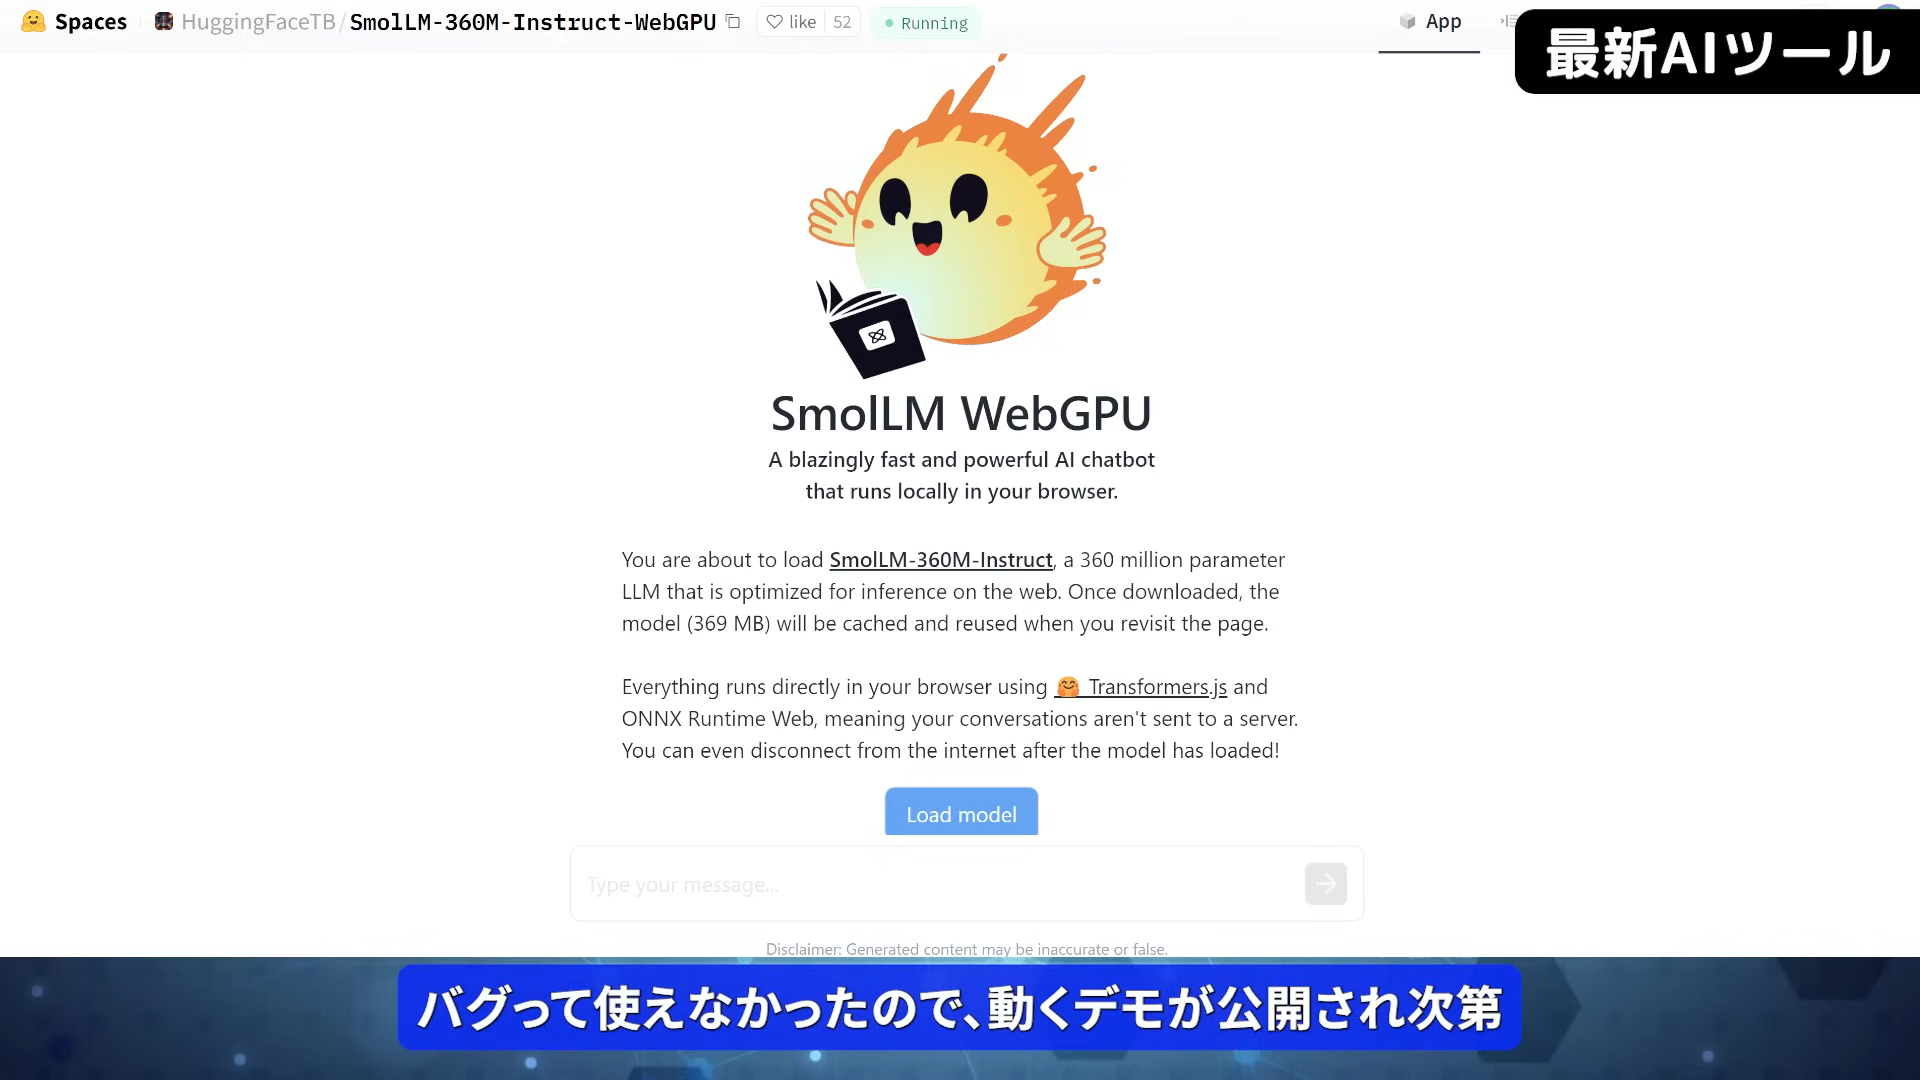 Spaces
HuggingFaceTB/SmolLM-360M-Instruct-WebGPU
like 52
Running
App
最新AIツール
SmolLM WebGPU
A blazingly fast and powerful AI chatbot
that runs locally in your browser.
You are about to load SmolLM-360M-Instruct, a 360 million parameter
LLM that is optimized for inference on the web. Once downloaded, the
model (369 MB) will be cached and reused when you revisit the page.
Everything runs directly in your browser using 🤗 Transformers.js and
ONNX Runtime Web, meaning your conversations aren't sent to a server.
You can even disconnect from the internet after the model has loaded!
Load model
Type your message...
Disclaimer: Generated content may be inaccurate or false.
バグって使えなかったので、動くデモが公開され次第